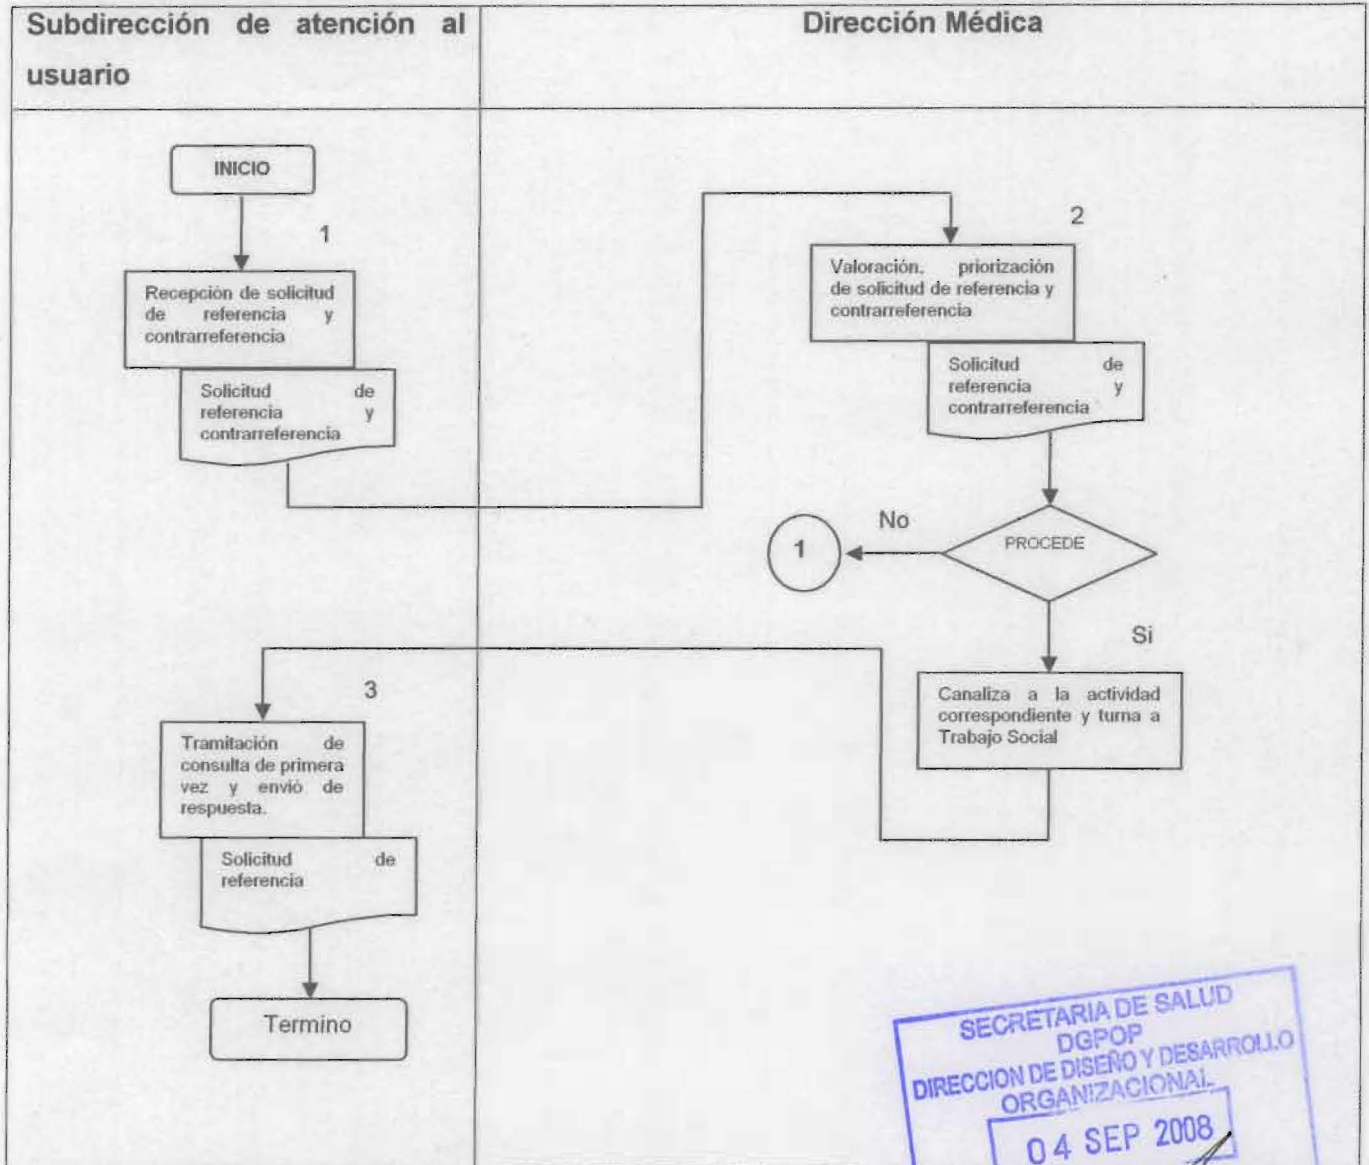 Subdirección de atención al
usuario
Dirección Médica
INICIO
1
Recepción de solicitud
de referencia y
contrarreferencia
Solicitud de
referencia y
contrarreferencia
2
Valoración, priorización
de solicitud de referencia y
contrarreferencia
Solicitud de
referencia y
contrarreferencia
PROCEDE
No
1
Si
Canaliza a la actividad
correspondiente y turna a
Trabajo Social
3
Tramitación de
consulta de primera
vez y envió de
respuesta.
Solicitud de
referencia
Termino
SECRETARIA DE SALUD
DGPOP
DIRECCION DE DISEÑO Y DESARROLLO
ORGANIZACIONAL
04 SEP 2008